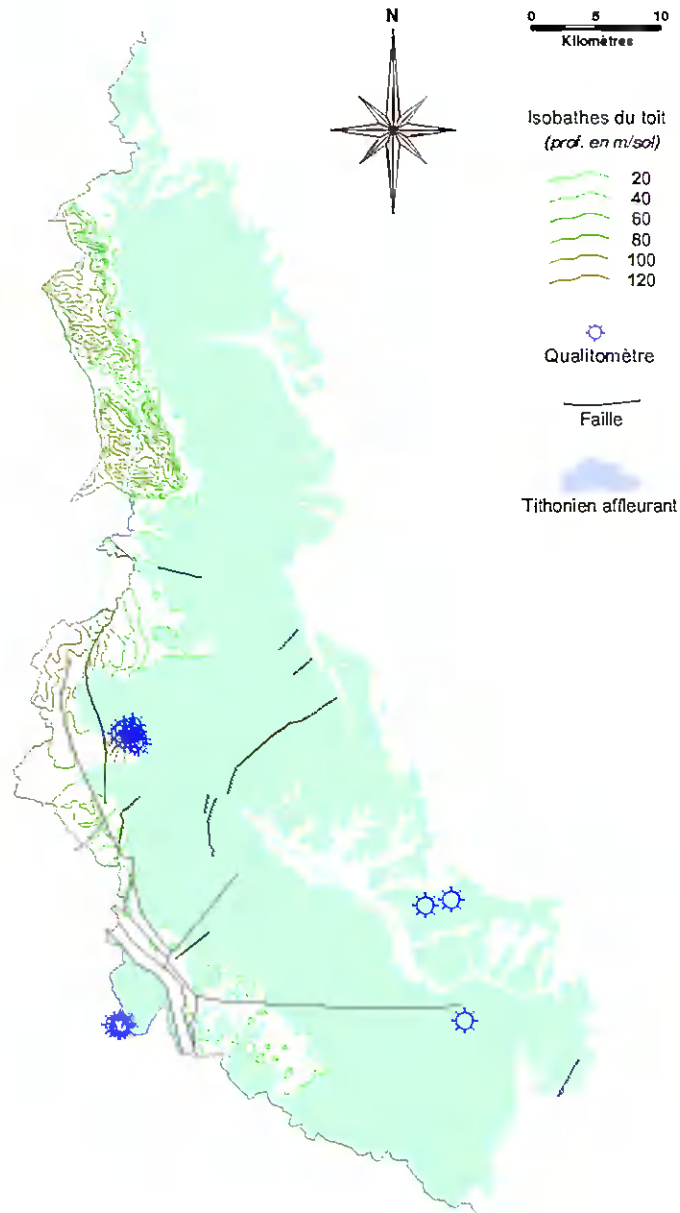 N
0 5 10
Kilomètres
Isobathes du toit
(prof. en m/sol)
20
40
60
80
100
120
Qualitomètre
Faille
Tithonien affleurant